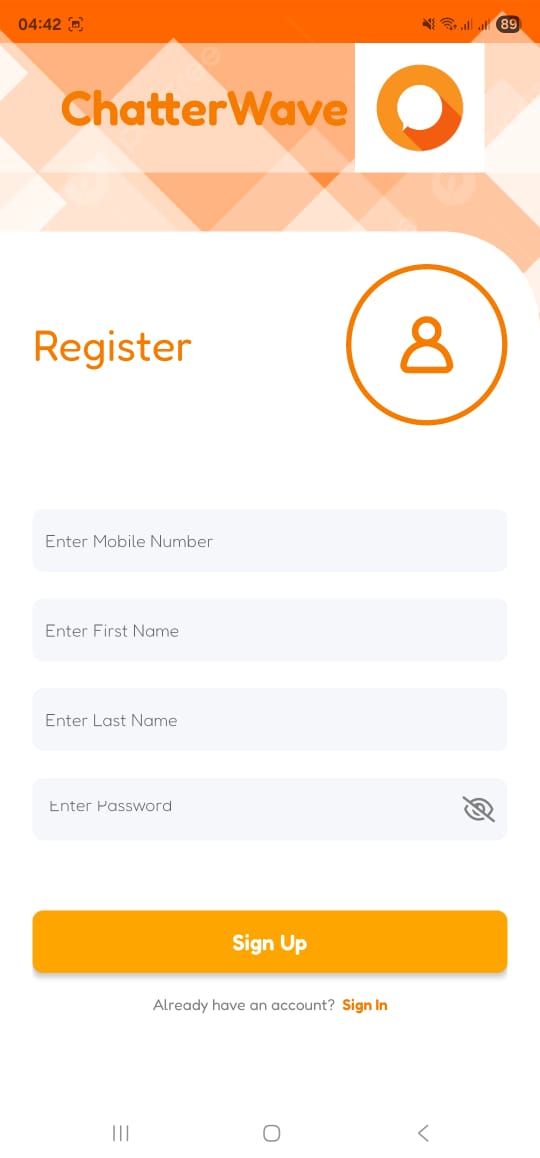 04:42
89
ChatterWave
Register
Enter Mobile Number
Enter First Name
Enter Last Name
Enter Password
Sign Up
Already have an account? Sign In